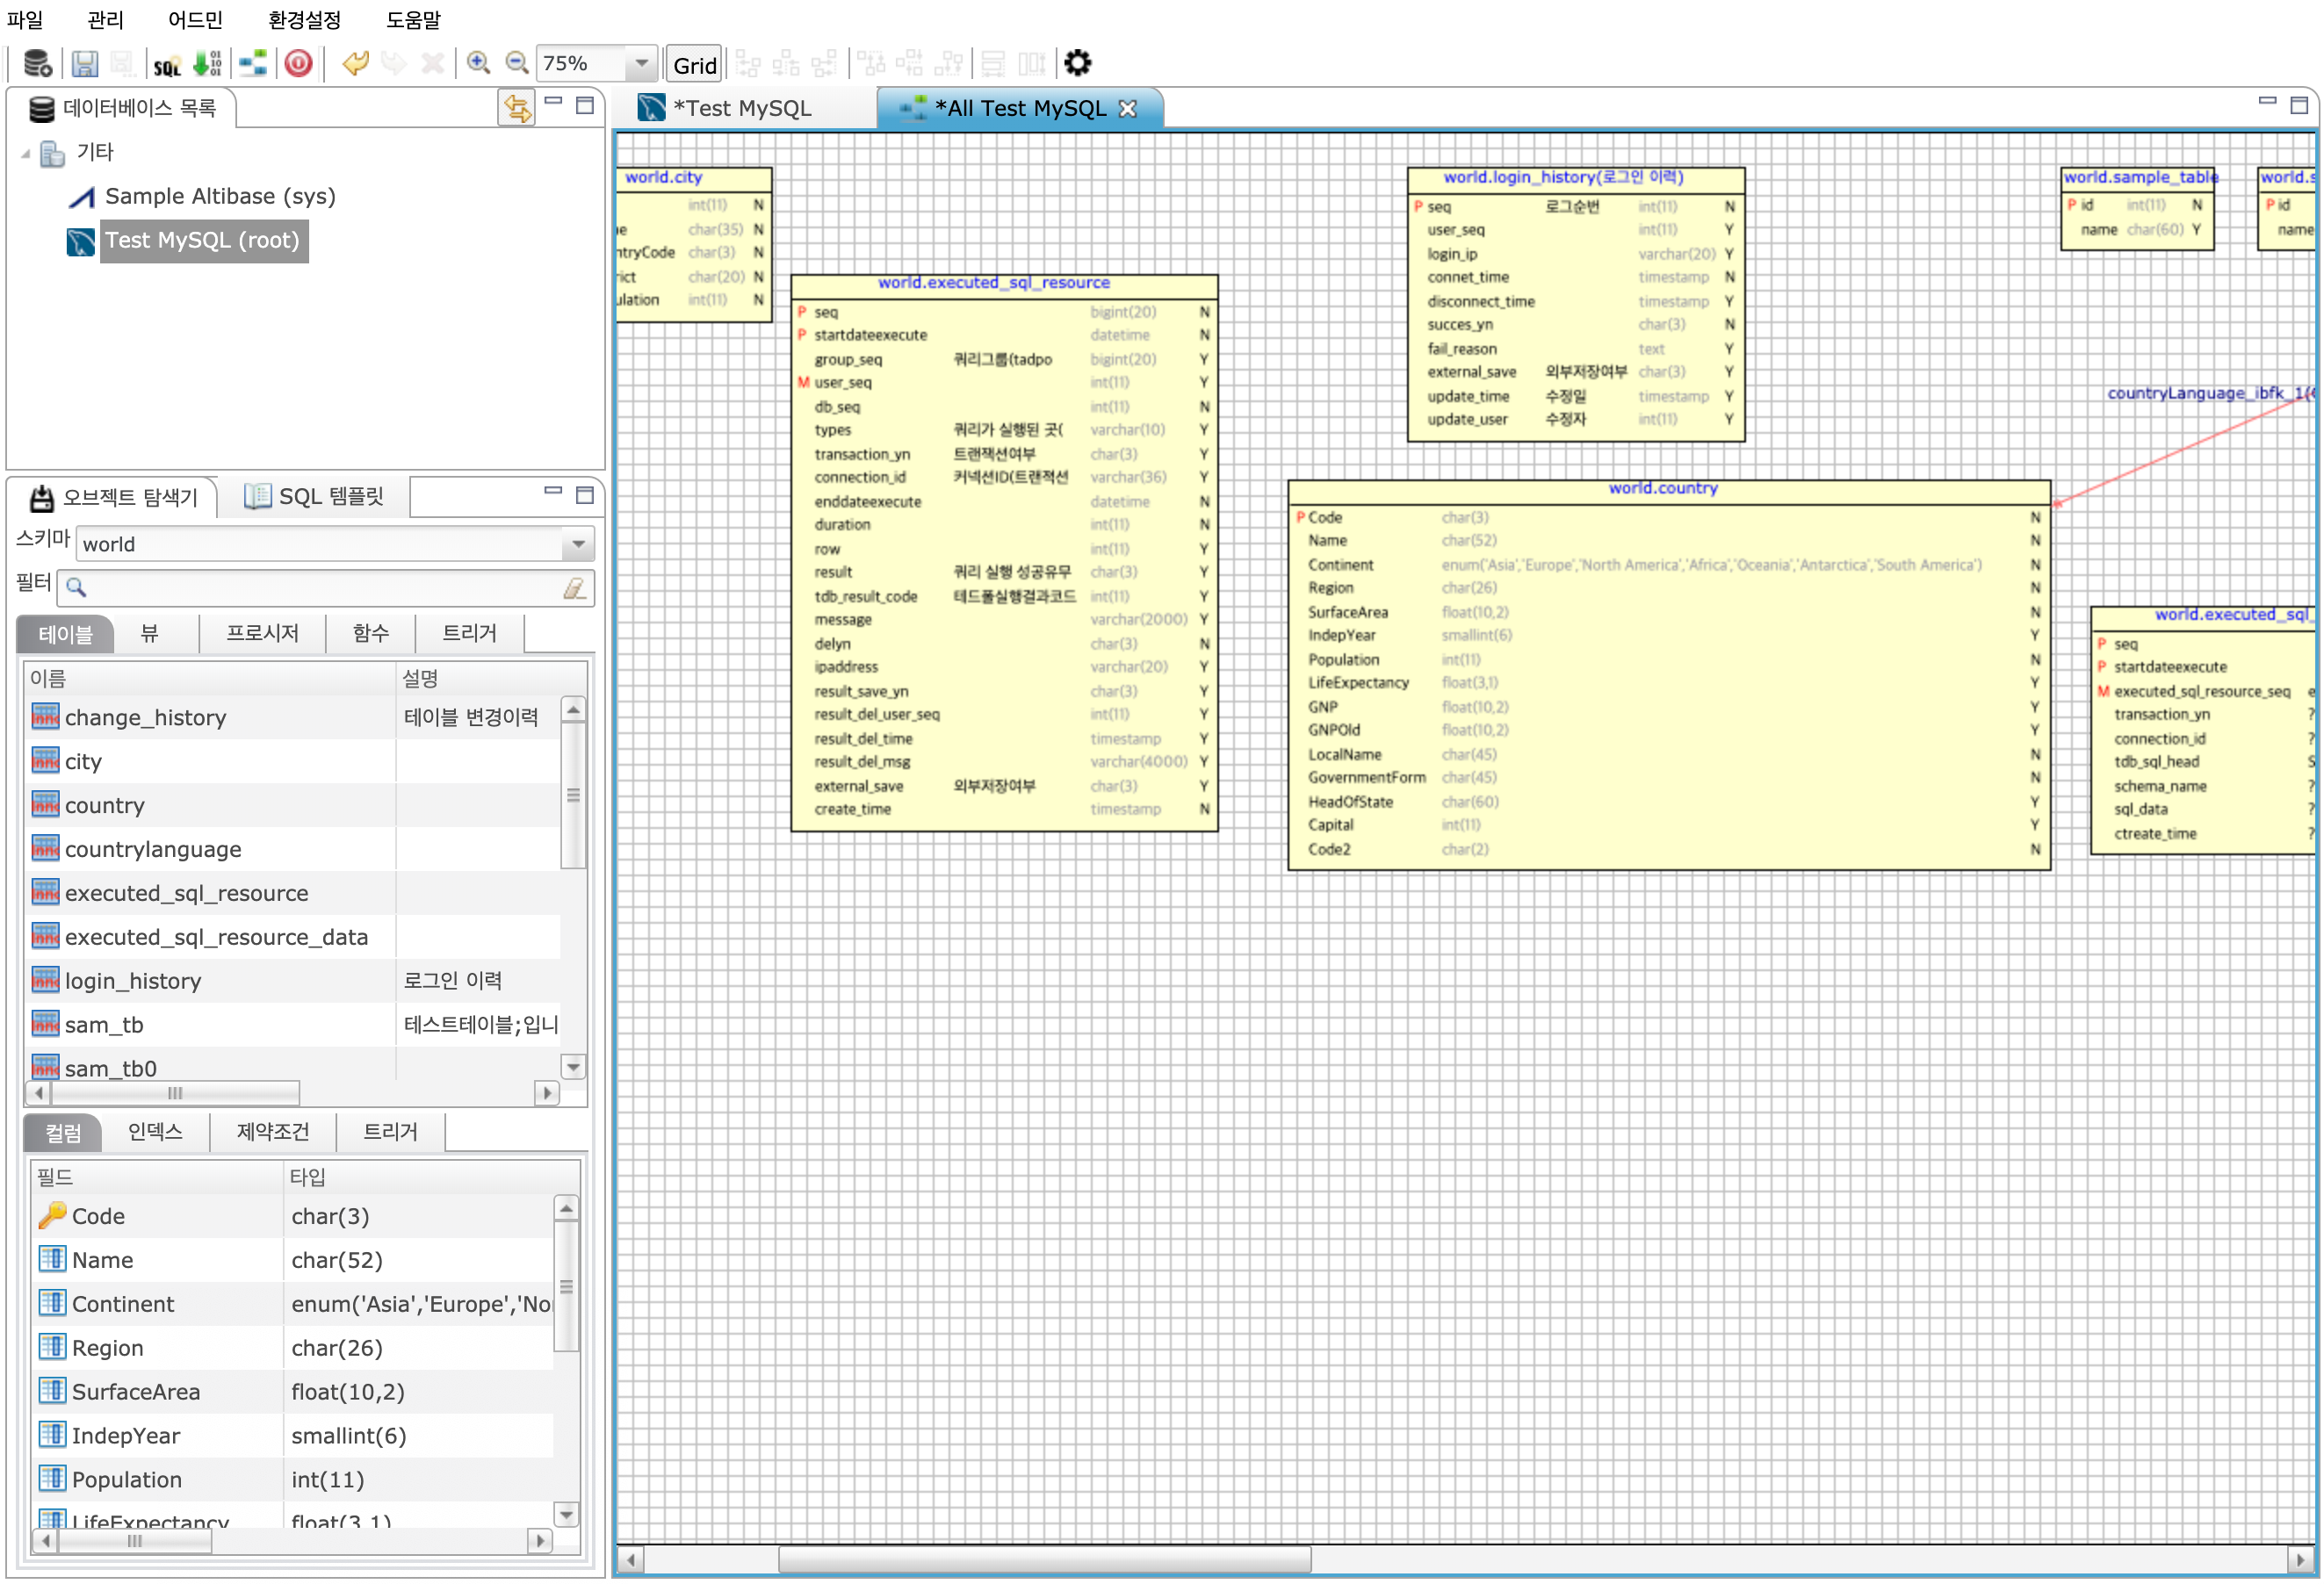 파일 관리 어드민 환경설정 도움말
SQL 75% Grid
데이터베이스 목록
기타
Sample Altibase (sys)
Test MySQL (root)
오브젝트 탐색기 SQL 템플릿
스키마 world
필터
테이블 뷰 프로시저 함수 트리거
이름 설명
change_history 테이블 변경이력
city
country
countrylanguage
executed_sql_resource
executed_sql_resource_data
login_history 로그인 이력
sam_tb 테스트테이블;입니
sam_tb0
컬럼 인덱스 제약조건 트리거
필드 타입
Code char(3)
Name char(52)
Continent enum('Asia','Europe','No
Region char(26)
SurfaceArea float(10,2)
IndepYear smallint(6)
Population int(11)
LifeExpectancy float(3,1)
*Test MySQL *All Test MySQL
world.city
int(11) N
e char(35) N
ntryCode char(3) N
rict char(20) N
ulation int(11) N
world.executed_sql_resource
P seq bigint(20) N
P startdateexecute datetime N
group_seq 쿼리그룹(tadpo bigint(20) Y
M user_seq int(11) Y
db_seq int(11) N
types 쿼리가 실행된 곳( varchar(10) Y
transaction_yn 트랜잭션여부 char(3) Y
connection_id 커넥션ID(트랜젹션 varchar(36) Y
enddateexecute datetime N
duration int(11) N
row int(11) Y
result 쿼리 실행 성공유무 char(3) Y
tdb_result_code 테드폴실행결과코드 int(11) Y
message varchar(2000) Y
delyn char(3) N
ipaddress varchar(20) Y
result_save_yn char(3) Y
result_del_user_seq int(11) Y
result_del_time timestamp Y
result_del_msg varchar(4000) Y
external_save 외부저장여부 char(3) Y
create_time timestamp N
world.login_history(로그인 이력)
P seq 로그순번 int(11) N
user_seq int(11) Y
login_ip varchar(20) Y
connet_time timestamp N
disconnect_time timestamp Y
succes_yn char(3) N
fail_reason text Y
external_save 외부저장여부 char(3) Y
update_time 수정일 timestamp Y
update_user 수정자 int(11) Y
world.country
P Code char(3) N
Name char(52) N
Continent enum('Asia','Europe','North America','Africa','Oceania','Antarctica','South America') N
Region char(26) N
SurfaceArea float(10,2) N
IndepYear smallint(6) Y
Population int(11) N
LifeExpectancy float(3,1) Y
GNP float(10,2) Y
GNPOld float(10,2) Y
LocalName char(45) N
GovernmentForm char(45) N
HeadOfState char(60) Y
Capital int(11) Y
Code2 char(2) N
world.sample_table
P id int(11) N
name char(60) Y
world.s
P id
name
countryLanguage_ibfk_1(
world.executed_sql_
P seq
P startdateexecute
M executed_sql_resource_seq e
transaction_yn ?
connection_id ?
tdb_sql_head S
schema_name ?
sql_data ?
ctreate_time ?